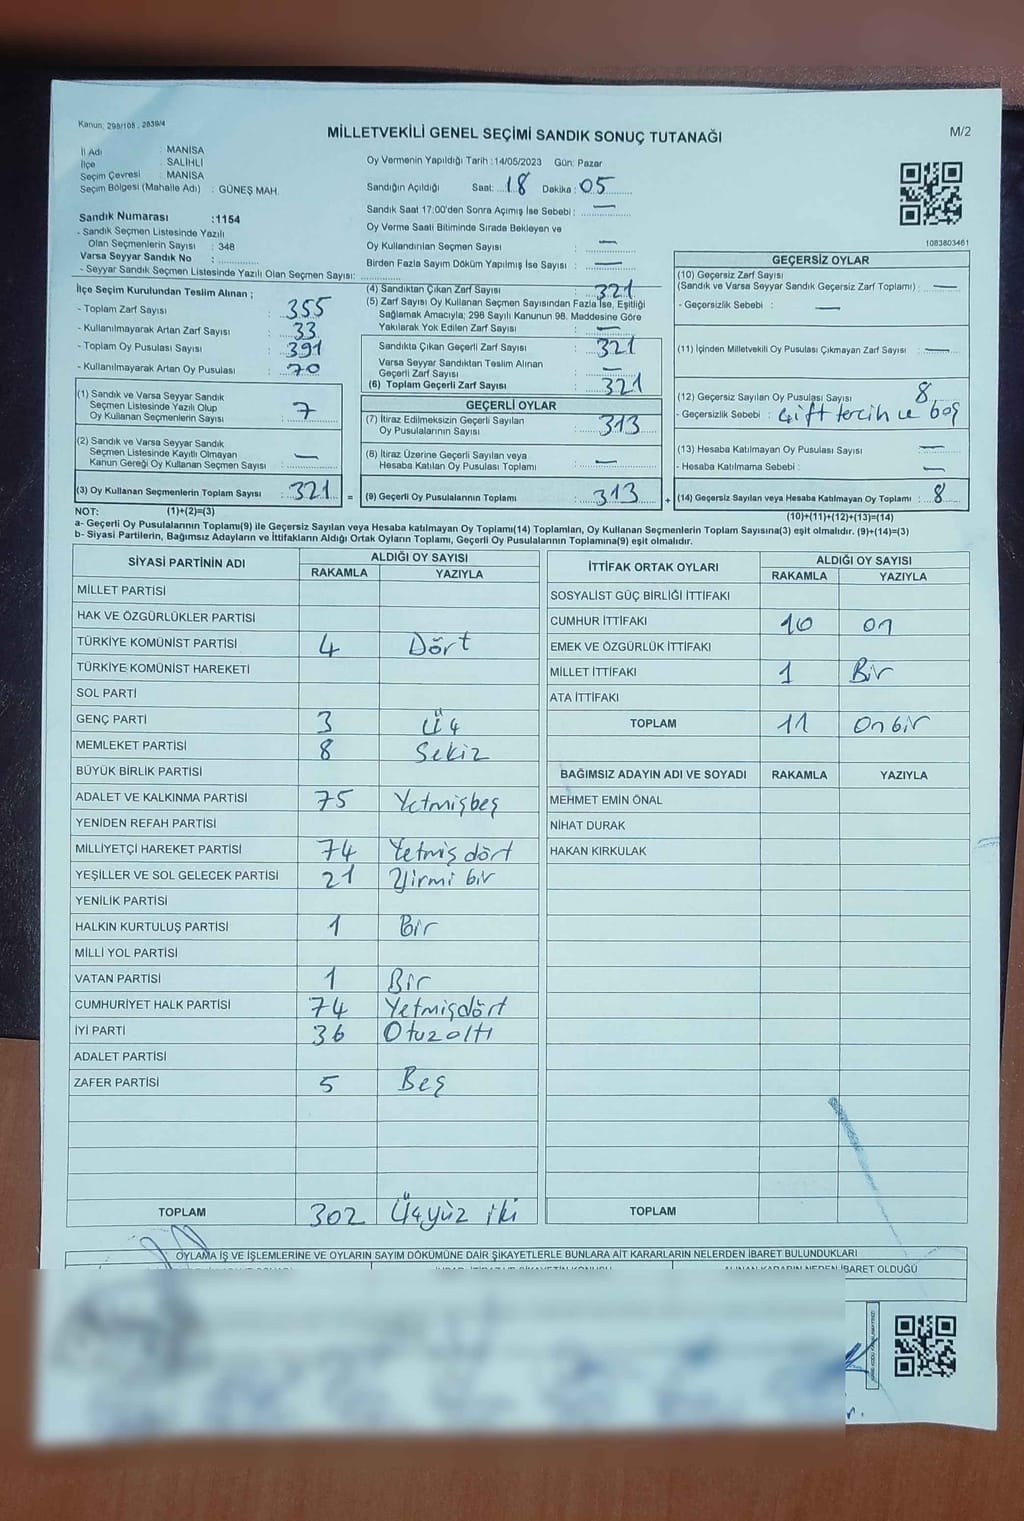 Kanun: 298/105 . 2839/4
MİLLETVEKİLİ GENEL SEÇİMİ SANDIK SONUÇ TUTANAĞI
M/2
İl Adı : MANİSA
İlçe : SALİHLİ
Seçim Çevresi : MANİSA
Seçim Bölgesi (Mahalle Adı) : GÜNEŞ MAH.
Sandık Numarası :1154
- Sandık Seçmen Listesinde Yazılı
Olan Seçmenlerin Sayısı : 348
Varsa Seyyar Sandık No :
- Seyyar Sandık Seçmen Listesinde Yazılı Olan Seçmen Sayısı:
Oy Vermenin Yapıldığı Tarih :14/05/2023 Gün: Pazar
Sandığın Açıldığı Saat: 18 Dakika : 05
Sandık Saat 17:00'den Sonra Açımış İse Sebebi : —
Oy Verme Saati Bitiminde Sırada Bekleyen ve
Oy Kullandırılan Seçmen Sayısı : —
Birden Fazla Sayım Döküm Yapılmış İse Sayısı : —
1083803461
İlçe Seçim Kurulundan Teslim Alınan ;
- Toplam Zarf Sayısı : 355
- Kullanılmayarak Artan Zarf Sayısı : 33
- Toplam Oy Pusulası Sayısı : 391
- Kullanılmayarak Artan Oy Pusulası : 70
(1) Sandık ve Varsa Seyyar Sandık
Seçmen Listesinde Yazılı Olup
Oy Kullanan Seçmenlerin Sayısı : 7
(2) Sandık ve Varsa Seyyar Sandık
Seçmen Listesinde Kayıtlı Olmayan
Kanun Gereği Oy Kullanan Seçmen Sayısı : —
(3) Oy Kullanan Seçmenlerin Toplam Sayısı : 321 =
(4) Sandıktan Çıkan Zarf Sayısı : 321
(5) Zarf Sayısı Oy Kullanan Seçmen Sayısından Fazla İse, Eşitliği
Sağlamak Amacıyla; 298 Sayılı Kanunun 98. Maddesine Göre
Yakılarak Yok Edilen Zarf Sayısı : —
Sandıkta Çıkan Geçerli Zarf Sayısı : 321
Varsa Seyyar Sandıktan Teslim Alınan
Geçerli Zarf Sayısı : —
(6) Toplam Geçerli Zarf Sayısı : 321
GEÇERLİ OYLAR
(7) İtiraz Edilmeksizin Geçerli Sayılan
Oy Pusulalarının Sayısı : 313
(8) İtiraz Üzerine Geçerli Sayılan veya
Hesaba Katılan Oy Pusulası Toplamı : —
(9) Geçerli Oy Pusulalarının Toplamı : 313 +
GEÇERSİZ OYLAR
(10) Geçersiz Zarf Sayısı
(Sandık ve Varsa Seyyar Sandık Geçersiz Zarf Toplamı) : —
- Geçersizlik Sebebi : —
(11) İçinden Milletvekili Oy Pusulası Çıkmayan Zarf Sayısı : —
(12) Geçersiz Sayılan Oy Pusulası Sayısı : 8
- Geçersizlik Sebebi : çift tercih ve boş
(13) Hesaba Katılmayan Oy Pusulası Sayısı : —
- Hesaba Katılmama Sebebi : —
(14) Geçersiz Sayılan veya Hesaba Katılmayan Oy Toplamı : 8
NOT: (1)+(2)=(3)
(10)+(11)+(12)+(13)=(14)
a- Geçerli Oy Pusulalarının Toplamı(9) ile Geçersiz Sayılan veya Hesaba katılmayan Oy Toplamı(14) Toplamları, Oy Kullanan Seçmenlerin Toplam Sayısına(3) eşit olmalıdır. (9)+(14)=(3)
b- Siyasi Partilerin, Bağımsız Adayların ve İttifakların Aldığı Ortak Oyların Toplamı, Geçerli Oy Pusulalarının Toplamına(9) eşit olmalıdır.
SİYASİ PARTİNİN ADI ALDIĞI OY SAYISI
RAKAMLA YAZIYLA
MİLLET PARTİSİ
HAK VE ÖZGÜRLÜKLER PARTİSİ
TÜRKİYE KOMÜNİST PARTİSİ 4 Dört
TÜRKİYE KOMÜNİST HAREKETİ
SOL PARTİ
GENÇ PARTİ 3 Üç
MEMLEKET PARTİSİ 8 Sekiz
BÜYÜK BİRLİK PARTİSİ
ADALET VE KALKINMA PARTİSİ 75 Yetmişbeş
YENİDEN REFAH PARTİSİ
MİLLİYETÇİ HAREKET PARTİSİ 74 Yetmiş dört
YEŞİLLER VE SOL GELECEK PARTİSİ 21 Yirmi bir
YENİLİK PARTİSİ
HALKIN KURTULUŞ PARTİSİ 1 Bir
MİLLİ YOL PARTİSİ
VATAN PARTİSİ 1 Bir
CUMHURİYET HALK PARTİSİ 74 Yetmişdört
İYİ PARTİ 36 Otuzaltı
ADALET PARTİSİ
ZAFER PARTİSİ 5 Beş
TOPLAM 302 Üçyüz iki
İTTİFAK ORTAK OYLARI ALDIĞI OY SAYISI
RAKAMLA YAZIYLA
SOSYALİST GÜÇ BİRLİĞİ İTTİFAKI
CUMHUR İTTİFAKI 10 on
EMEK VE ÖZGÜRLÜK İTTİFAKI
MİLLET İTTİFAKI 1 Bir
ATA İTTİFAKI
TOPLAM 11 Onbir
BAĞIMSIZ ADAYIN ADI VE SOYADI RAKAMLA YAZIYLA
MEHMET EMİN ÖNAL
NİHAT DURAK
HAKAN KIRKULAK
TOPLAM
OYLAMA İŞ VE İŞLEMLERİNE VE OYLARIN SAYIM DÖKÜMÜNE DAİR ŞİKAYETLERLE BUNLARA AİT KARARLARIN NELERDEN İBARET BULUNDUKLARI
ALINAN KARARIN NEDEN İBARET OLDUĞU